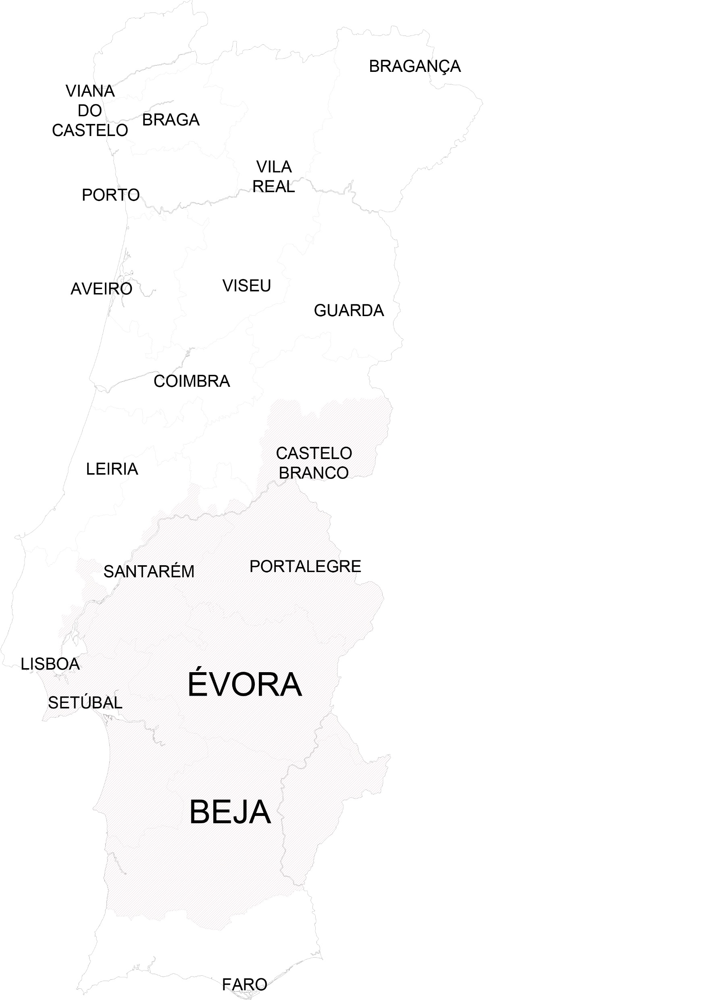 BRAGANÇA
VIANA
DO
CASTELO
BRAGA
VILA
REAL
PORTO
AVEIRO
VISEU
GUARDA
COIMBRA
CASTELO
BRANCO
LEIRIA
SANTARÉM
PORTALEGRE
LISBOA
ÉVORA
SETÚBAL
BEJA
FARO